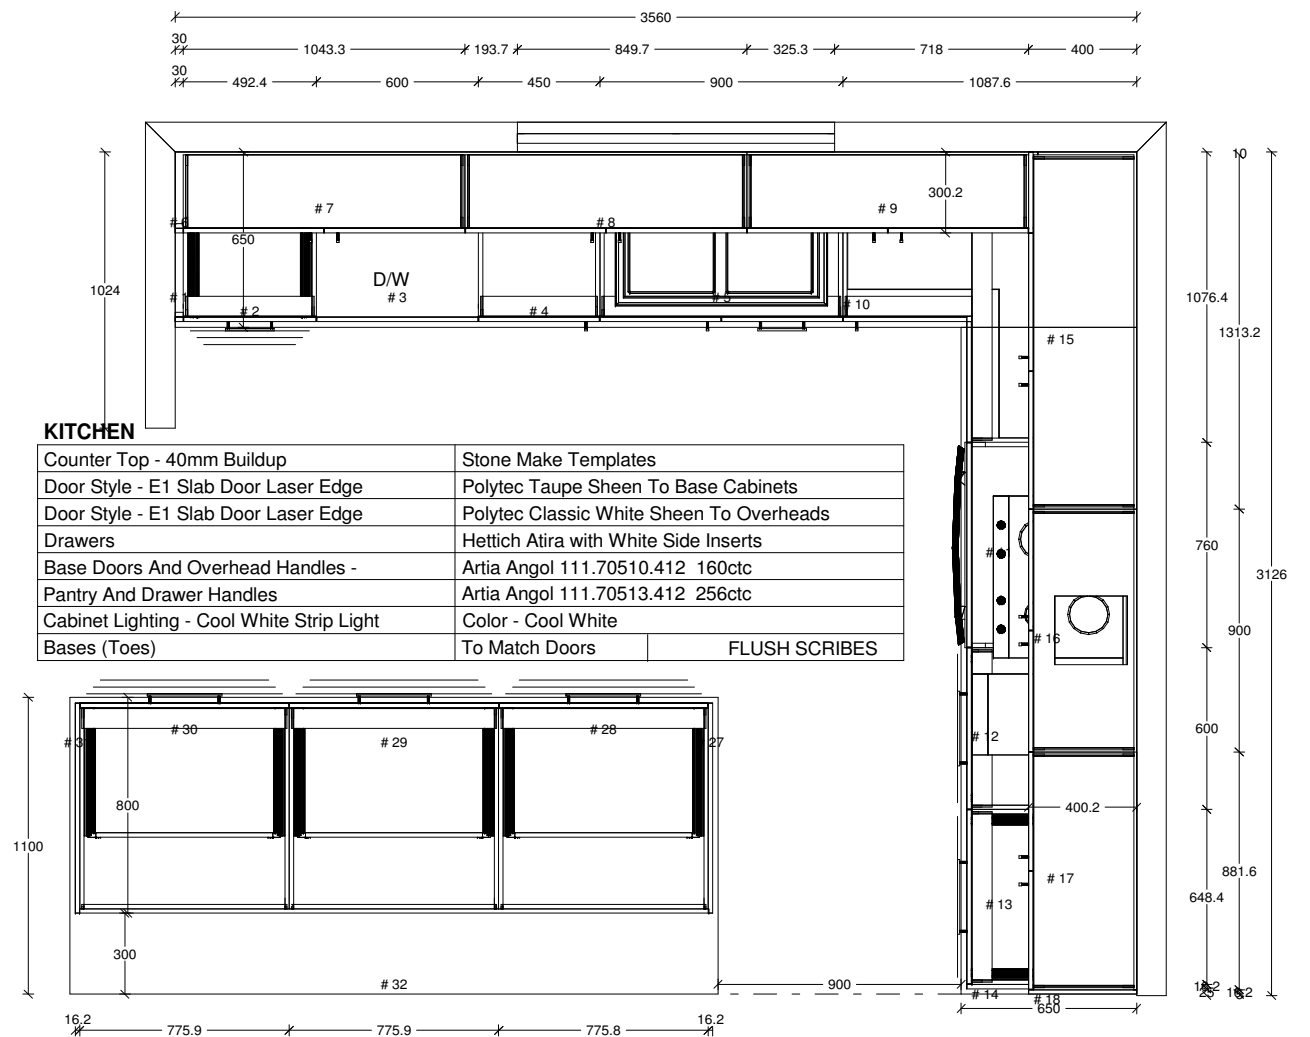 3560
30 1043.3 193.7 849.7 325.3 718 400
30 492.4 600 450 900 1087.6
10
300.2
# 7 # 8 # 9
# 6
650
D/W
1024
# 1 # 2 # 3 # 4 # 5 # 10
1076.4
1313.2
# 15
KITCHEN
Counter Top - 40mm Buildup Stone Make Templates
Door Style - E1 Slab Door Laser Edge Polytec Taupe Sheen To Base Cabinets
Door Style - E1 Slab Door Laser Edge Polytec Classic White Sheen To Overheads
Drawers Hettich Atira with White Side Inserts
Base Doors And Overhead Handles - Artia Angol 111.70510.412 160ctc
Pantry And Drawer Handles Artia Angol 111.70513.412 256ctc
Cabinet Lighting - Cool White Strip Light Color - Cool White
Bases (Toes) To Match Doors FLUSH SCRIBES
760
3126
900
# 16
# 30 # 29 # 28 27
# 12
600
800
400.2
1100
881.6
# 17
648.4
# 13
300
# 32
900
# 14 # 18
650
16.2 775.9 775.9 775.8 16.2